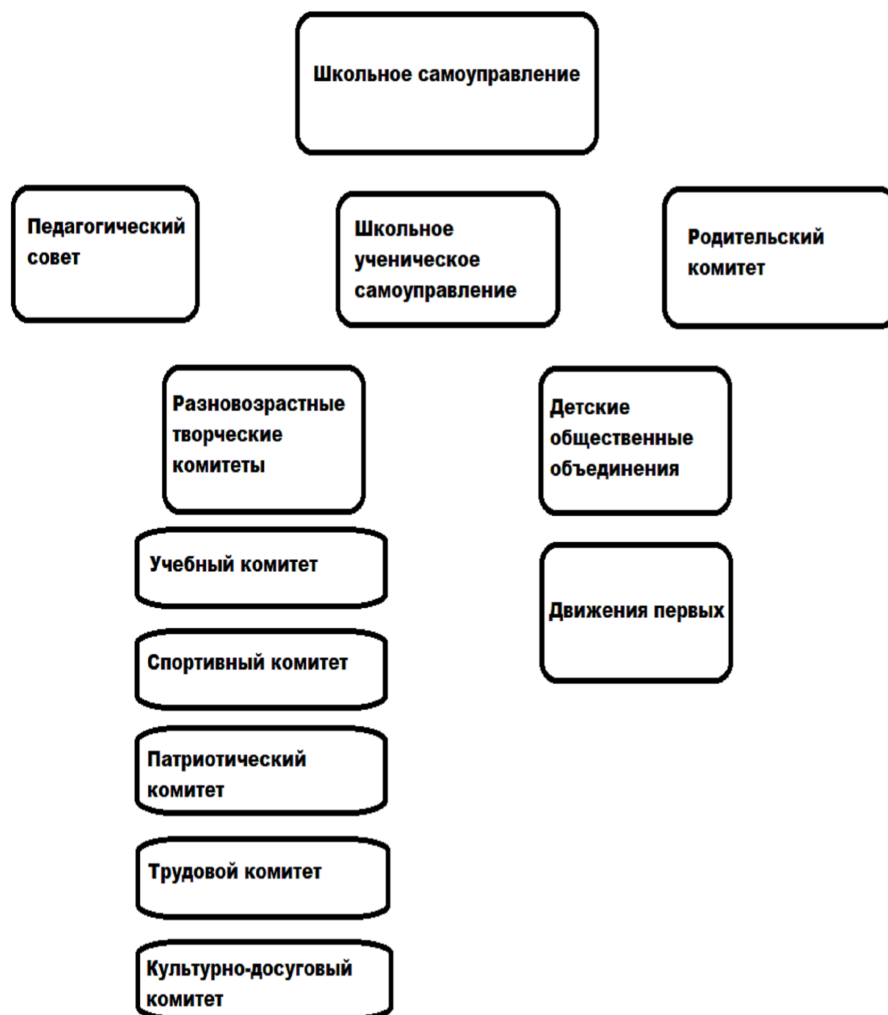 Школьное самоуправление
Педагогический
совет
Школьное
ученическое
самоуправление
Родительский
комитет
Разновозрастные
творческие
комитеты
Детские
общественные
объединения
Учебный комитет
Спортивный комитет
Патриотический
комитет
Трудовой комитет
Культурно-досуговый
комитет
Движения первых